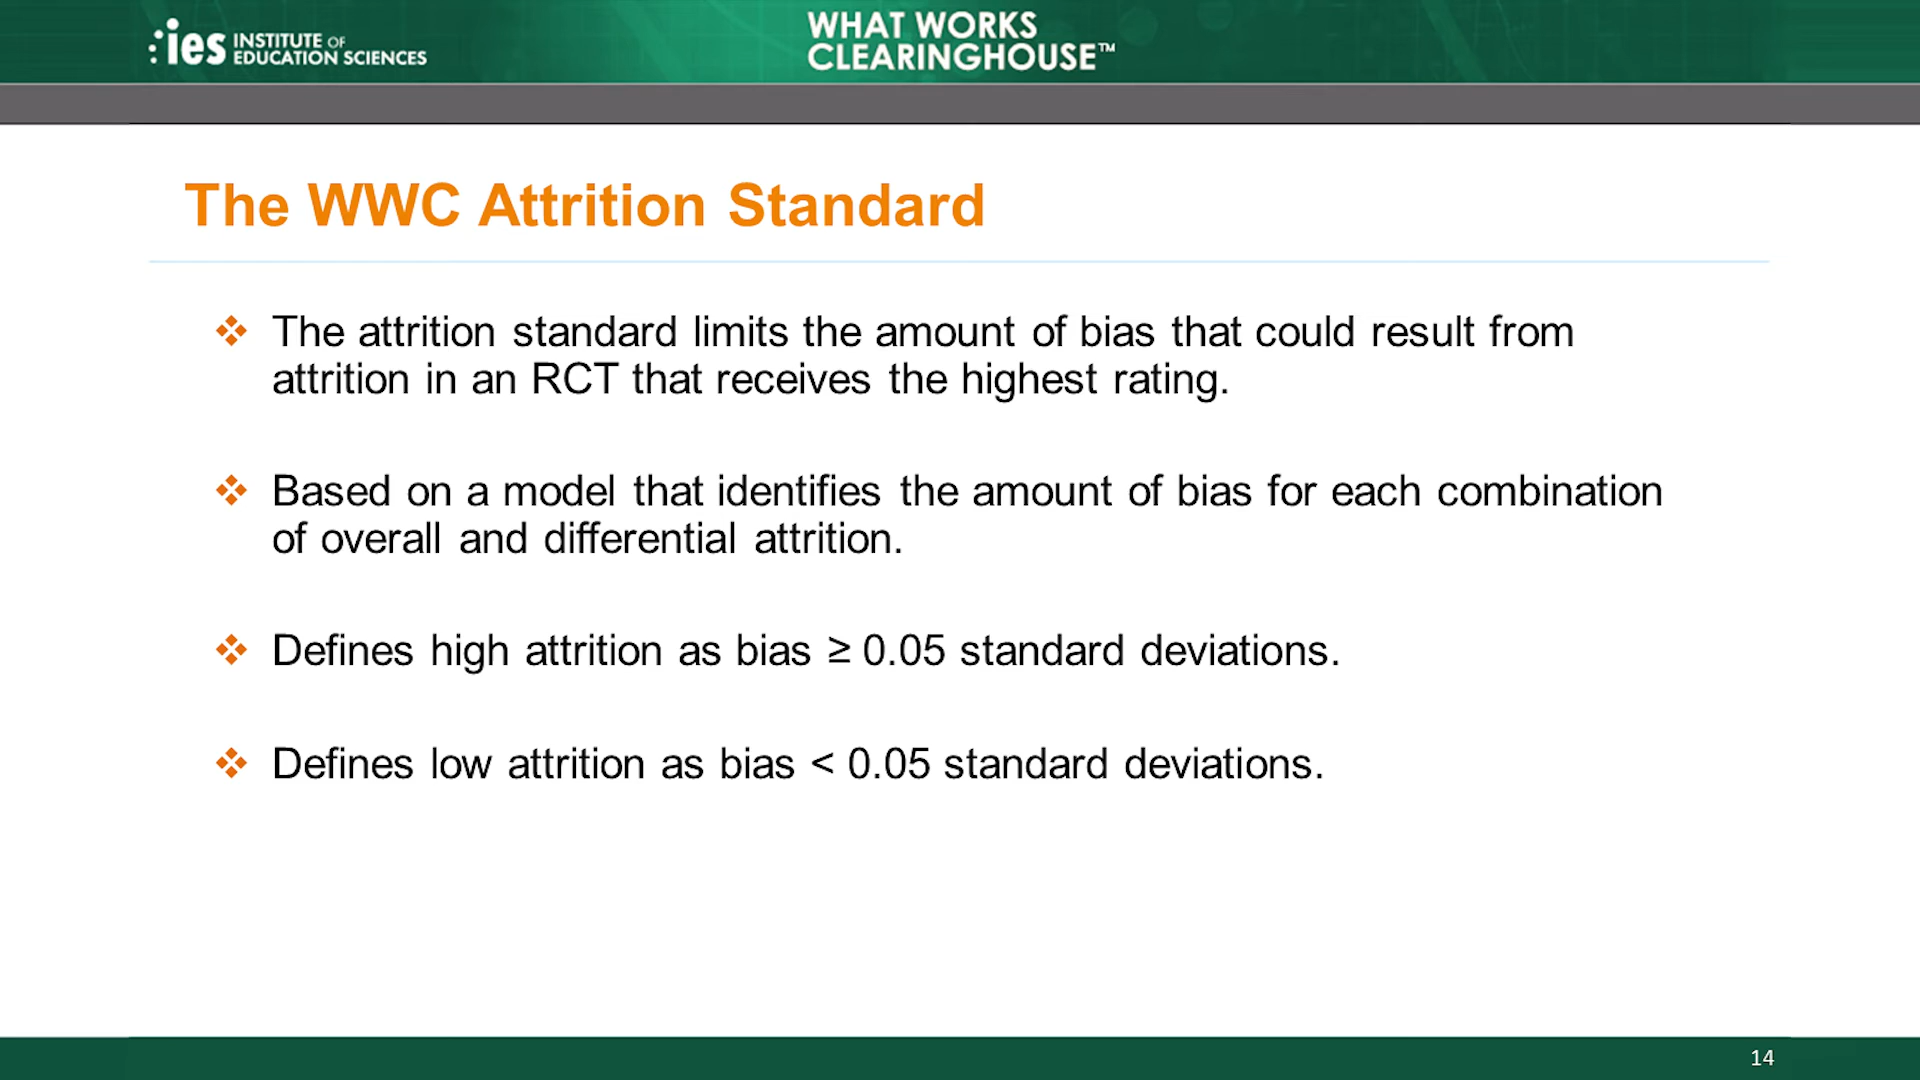 ies INSTITUTE OF
EDUCATION SCIENCES
WHAT WORKS
CLEARINGHOUSE™
The WWC Attrition Standard
❖ The attrition standard limits the amount of bias that could result from
attrition in an RCT that receives the highest rating.
❖ Based on a model that identifies the amount of bias for each combination
of overall and differential attrition.
❖ Defines high attrition as bias ≥ 0.05 standard deviations.
❖ Defines low attrition as bias < 0.05 standard deviations.
14